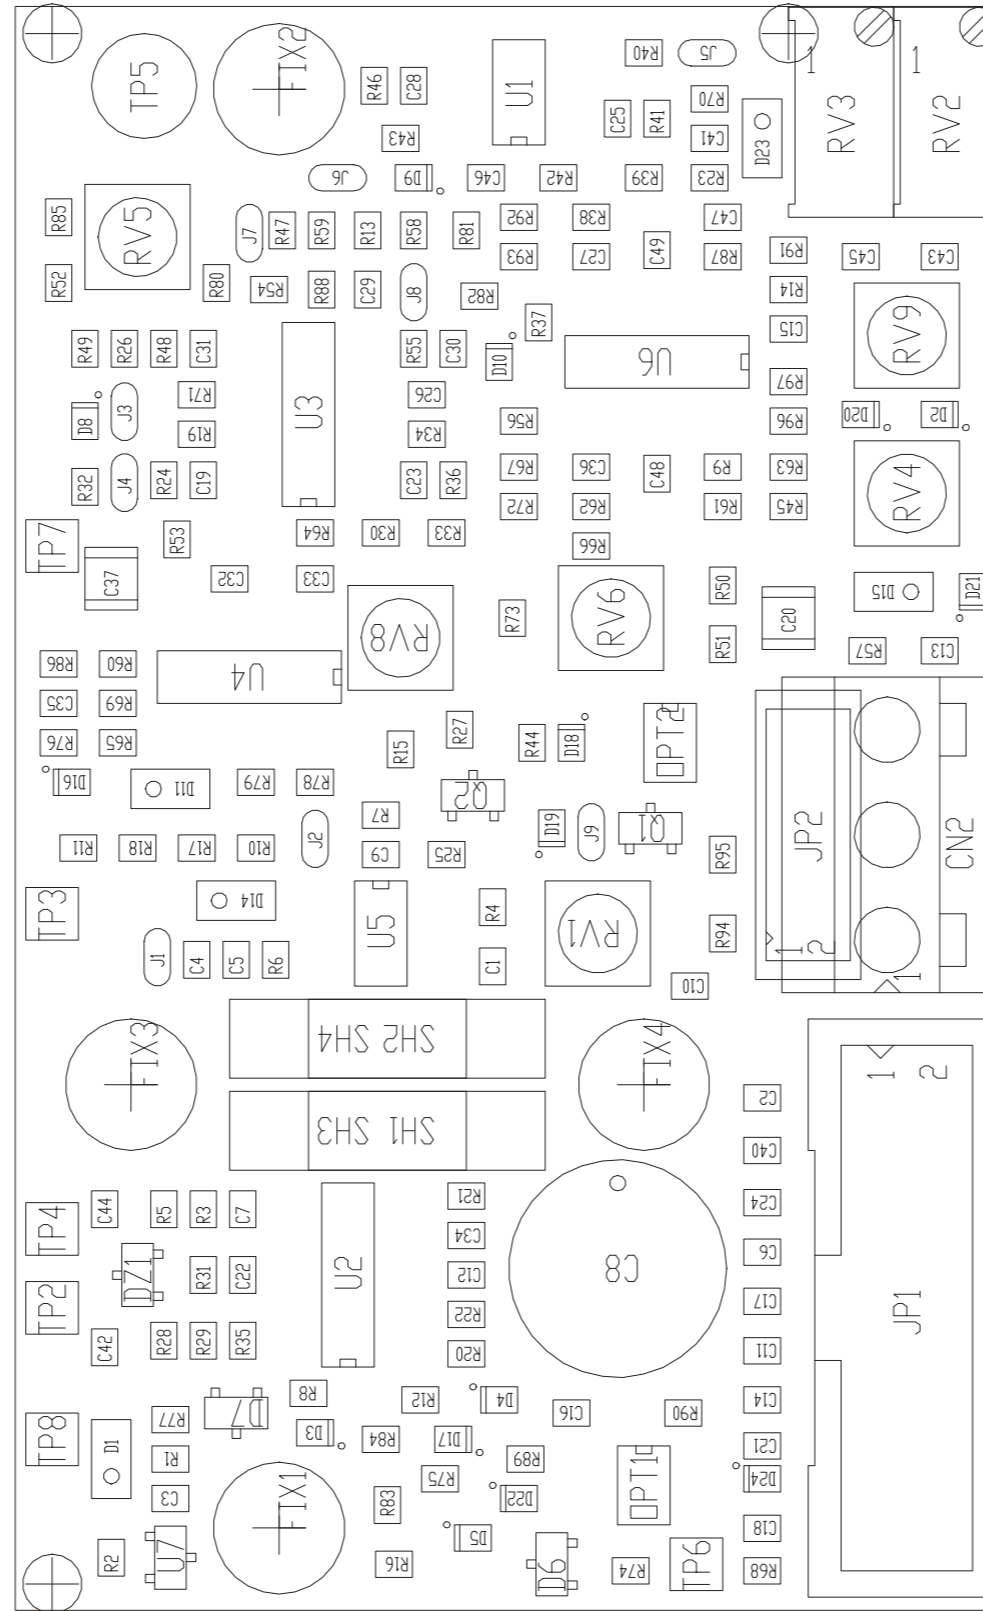 FIX2
TP5
R46
C28
U1
R40
J5
1
1
RV3
RV2
R70
C25
R41
C41
D23
R43
J6
D9
C46
R42
R39
R23
R85
RV5
J7
R47
R59
R13
R58
R81
R92
R38
C47
R93
C27
C49
R87
R91
C45
C43
R52
R80
R54
R88
C29
J8
R82
R14
R37
C15
RV9
R49
R26
R48
C31
U3
R55
C30
D10
U6
R97
D8
J3
R71
C26
R19
R34
R56
R96
D20
D2
R32
J4
R24
C19
C23
R36
R67
C36
C48
R9
R63
RV4
R72
R62
R61
R45
TP7
R53
R64
R30
R33
R66
C37
C32
C33
RV8
R73
RV6
R50
C20
D15
D21
R51
R57
C13
R86
R60
U4
C35
R69
R76
R65
R15
R27
R44
D18
OPT2
D16
D11
R79
R78
Q2
R7
D19
J9
Q1
JP2
CN2
R11
R18
R17
R10
J2
C9
R25
R95
TP3
D14
U5
R4
RV1
R94
J1
C4
C5
R6
C1
C10
1
2
1
FIX3
SH2 SH4
FIX4
1
2
SH1 SH3
C2
C40
TP4
C44
R5
R3
C7
U2
R21
C24
C34
C8
C6
DZ1
R31
C22
C12
TP2
R22
C17
JP1
C42
R28
R29
R35
R20
C11
R8
R12
D4
C16
R90
C14
TP8
D1
R77
D7
D3
R84
D17
C21
R1
R89
OPT1
D24
R75
C3
FIX1
R83
D22
R2
U7
D5
C18
R16
D6
R74
TP6
R68